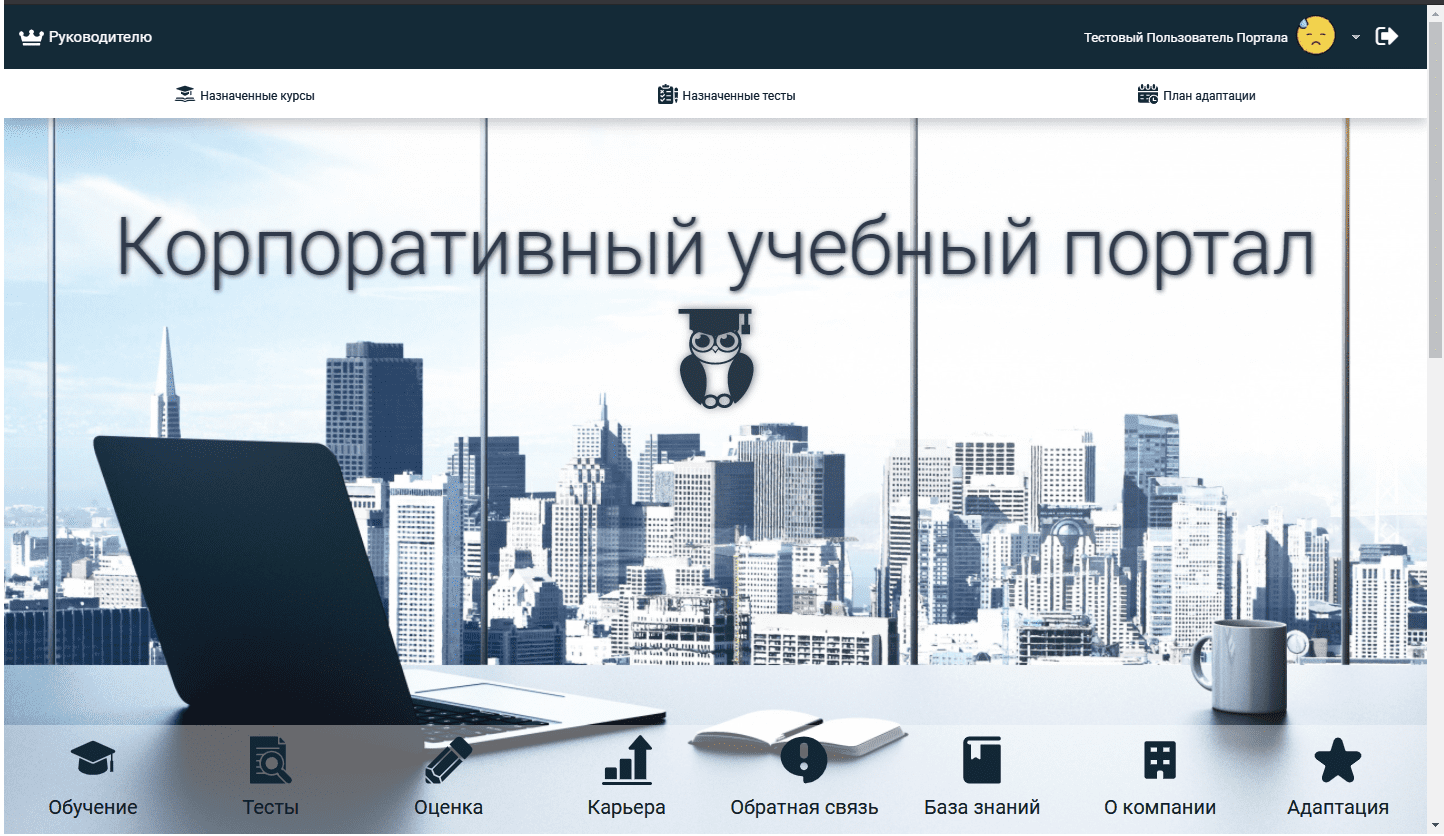 Руководителю
Тестовый Пользователь Портала
Назначенные курсы
Назначенные тесты
План адаптации
Корпоративный учебный портал
Обучение
Тесты
Оценка
Карьера
Обратная связь
База знаний
О компании
Адаптация